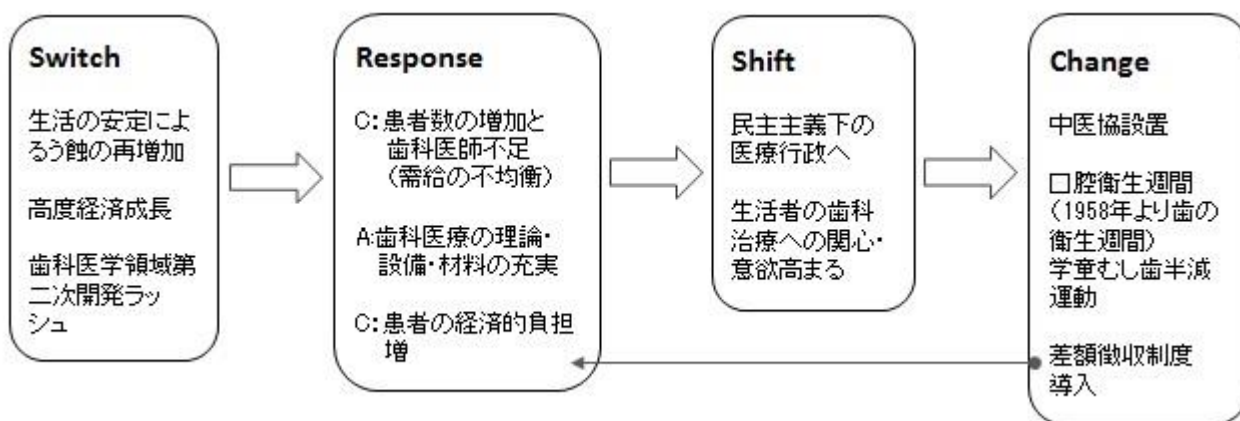 Switch
生活の安定によ
るう蝕の再増加
高度経済成長
歯科医学領域第
二次開発ラッ
シュ
Response
C:患者数の増加と
歯科医師不足
(需給の不均衡)
A:歯科医療の理論・
設備・材料の充実
C:患者の経済的負担
増
Shift
民主主義下の
医療行政へ
生活者の歯科
治療への関心・
意欲高まる
Change
中医協設置
口腔衛生週間
(1958年より歯の
衛生週間)
学童むし歯半減
運動
差額徴収制度
導入